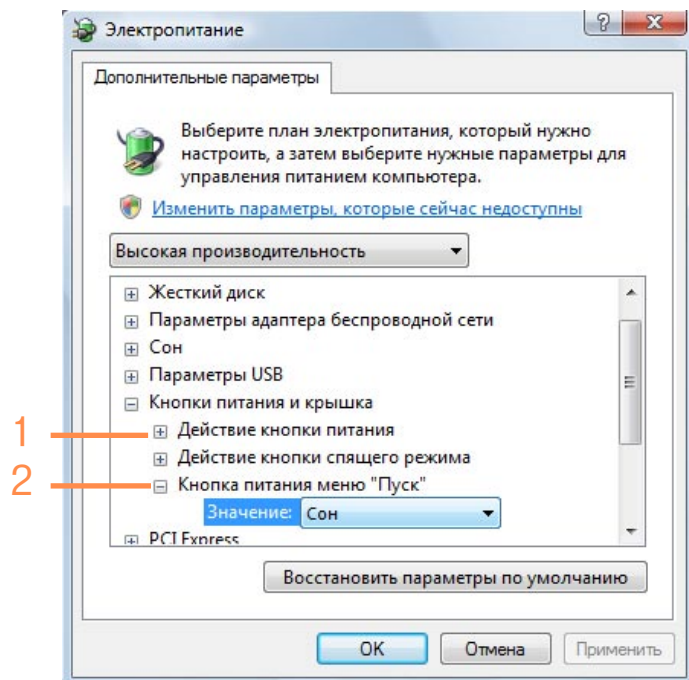 Электропитание
Дополнительные параметры
Выберите план электропитания, который нужно
настроить, а затем выберите нужные параметры для
управления питанием компьютера.
Изменить параметры, которые сейчас недоступны
Высокая производительность
Жесткий диск
Параметры адаптера беспроводной сети
Сон
Параметры USB
Кнопки питания и крышка
1 Действие кнопки питания
Действие кнопки спящего режима
2 Кнопка питания меню "Пуск"
Значение: Сон
PCI Express
Восстановить параметры по умолчанию
OK Отмена Применить